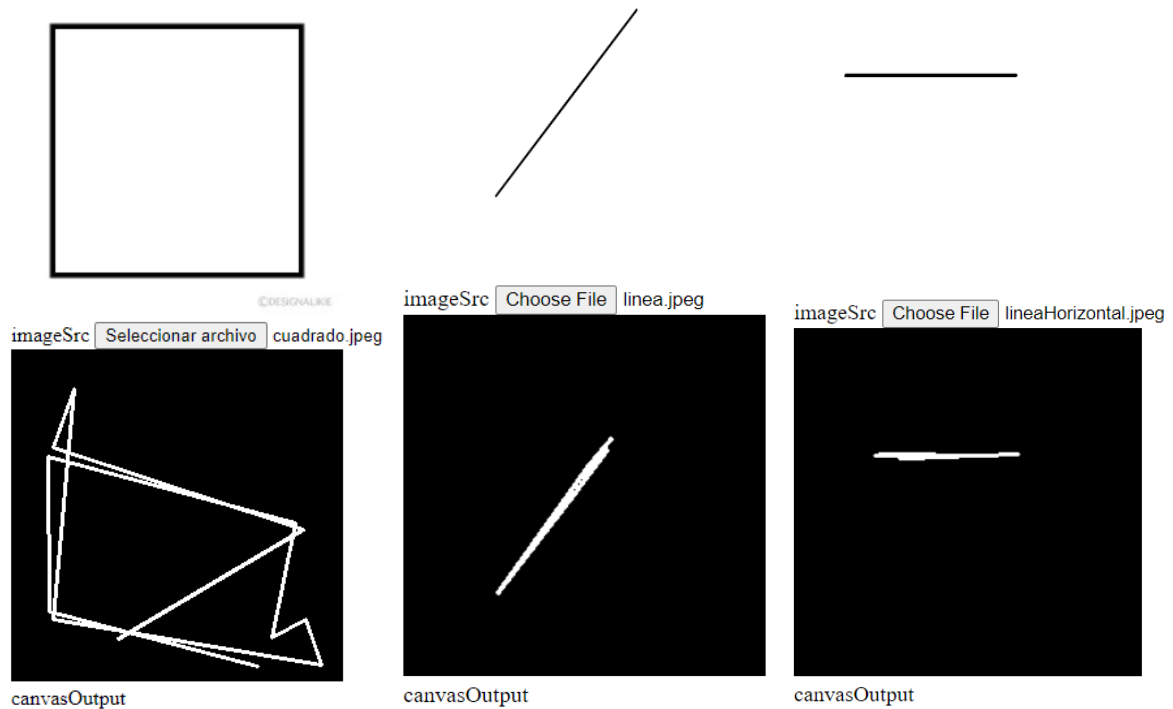 ©DESIGNALIKIE
imageSrc Seleccionar archivo cuadrado.jpeg
canvasOutput
imageSrc Choose File linea.jpeg
canvasOutput
imageSrc Choose File lineaHorizontal.jpeg
canvasOutput